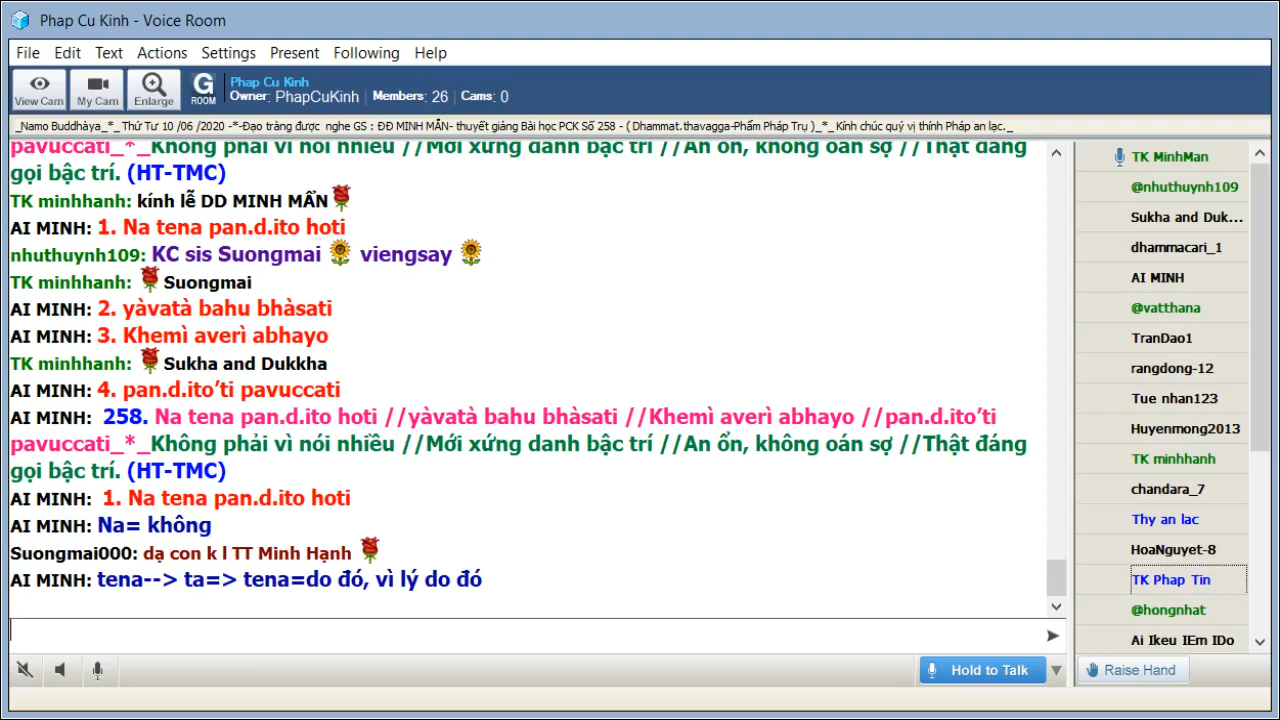 Phap Cu Kinh - Voice Room
File Edit Text Actions Settings Present Following Help
View Cam My Cam Enlarge G ROOM Phap Cu Kinh
Owner: PhapCuKinh Members: 26 Cams: 0
_Namo Buddhàya_*_ Thứ Tư 10 /06 /2020 -*-Đạo tràng được nghe GS : ĐĐ MINH MẪN- thuyết giảng Bài học PCK Số 258 - ( Dhammat.thavagga-Phẩm Pháp Trụ )_*_ Kính chúc quý vị thính Pháp an lạc._
pavuccati_*_Không phải vì nói nhiều //Mới xứng danh bậc trí //An ổn, không oán sợ //Thật đáng
gọi bậc trí. (HT-TMC)
TK minhhanh: kính lễ DD MINH MẪN
AI MINH: 1. Na tena pan.d.ito hoti
nhuthuynh109: KC sis Suongmai viengsay
TK minhhanh: Suongmai
AI MINH: 2. yàvatà bahu bhàsati
AI MINH: 3. Khemì averì abhayo
TK minhhanh: Sukha and Dukkha
AI MINH: 4. pan.d.ito’ti pavuccati
AI MINH: 258. Na tena pan.d.ito hoti //yàvatà bahu bhàsati //Khemì averì abhayo //pan.d.ito’ti
pavuccati_*_Không phải vì nói nhiều //Mới xứng danh bậc trí //An ổn, không oán sợ //Thật đáng
gọi bậc trí. (HT-TMC)
AI MINH: 1. Na tena pan.d.ito hoti
AI MINH: Na= không
Suongmai000: dạ con k l TT Minh Hạnh
AI MINH: tena--> ta=> tena=do đó, vì lý do đó
TK MinhMan
@nhuthuynh109
Sukha and Duk...
dhammacari_1
AI MINH
@vatthana
TranDao1
rangdong-12
Tue nhan123
Huyenmong2013
TK minhhanh
chandara_7
Thy an lac
HoaNguyet-8
TK Phap Tin
@hongnhat
Ai Ikeu IEm IDo
Hold to Talk
Raise Hand